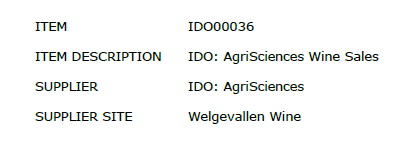 ITEM IDO00036
ITEM DESCRIPTION IDO: AgriSciences Wine Sales
SUPPLIER IDO: AgriSciences
SUPPLIER SITE Welgevallen Wine